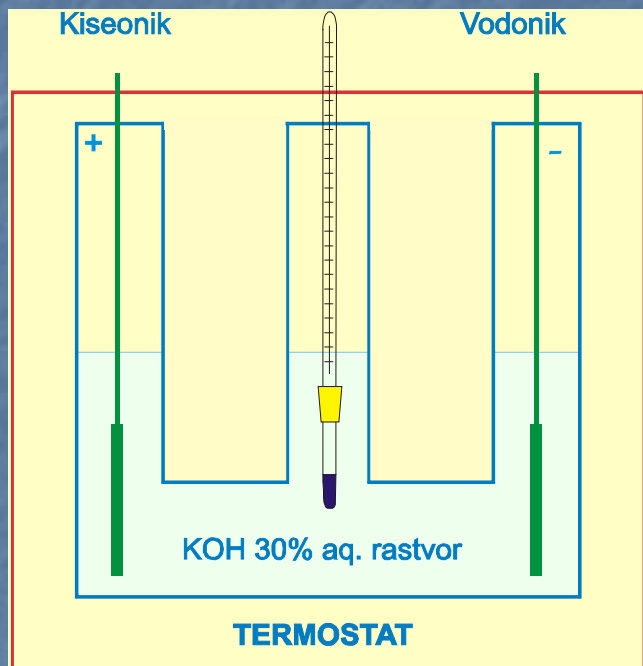 Kiseonik
Vodonik
+
–
KOH 30% aq. rastvor
TERMOSTAT